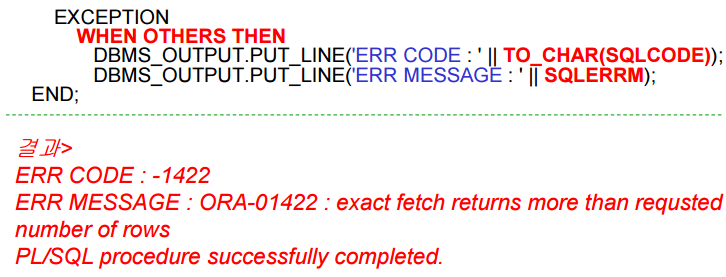 EXCEPTION
WHEN OTHERS THEN
DBMS_OUTPUT.PUT_LINE('ERR CODE : ' || TO_CHAR(SQLCODE));
DBMS_OUTPUT.PUT_LINE('ERR MESSAGE : ' || SQLERRM);
END;
결과>
ERR CODE : -1422
ERR MESSAGE : ORA-01422 : exact fetch returns more than requsted
number of rows
PL/SQL procedure successfully completed.